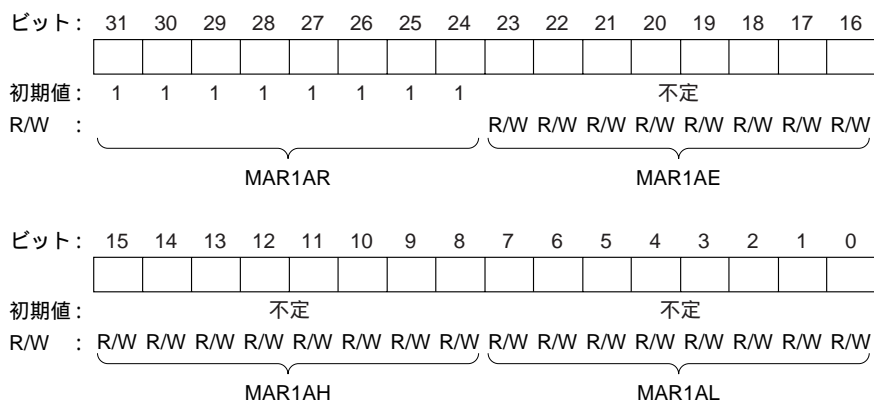 ビット: 31 30 29 28 27 26 25 24 23 22 21 20 19 18 17 16
初期値: 1 1 1 1 1 1 1 1 不定
R/W : R/W R/W R/W R/W R/W R/W R/W R/W
MAR1AR MAR1AE
ビット: 15 14 13 12 11 10 9 8 7 6 5 4 3 2 1 0
初期値: 不定 不定
R/W : R/W R/W R/W R/W R/W R/W R/W R/W R/W R/W R/W R/W R/W R/W R/W R/W
MAR1AH MAR1AL